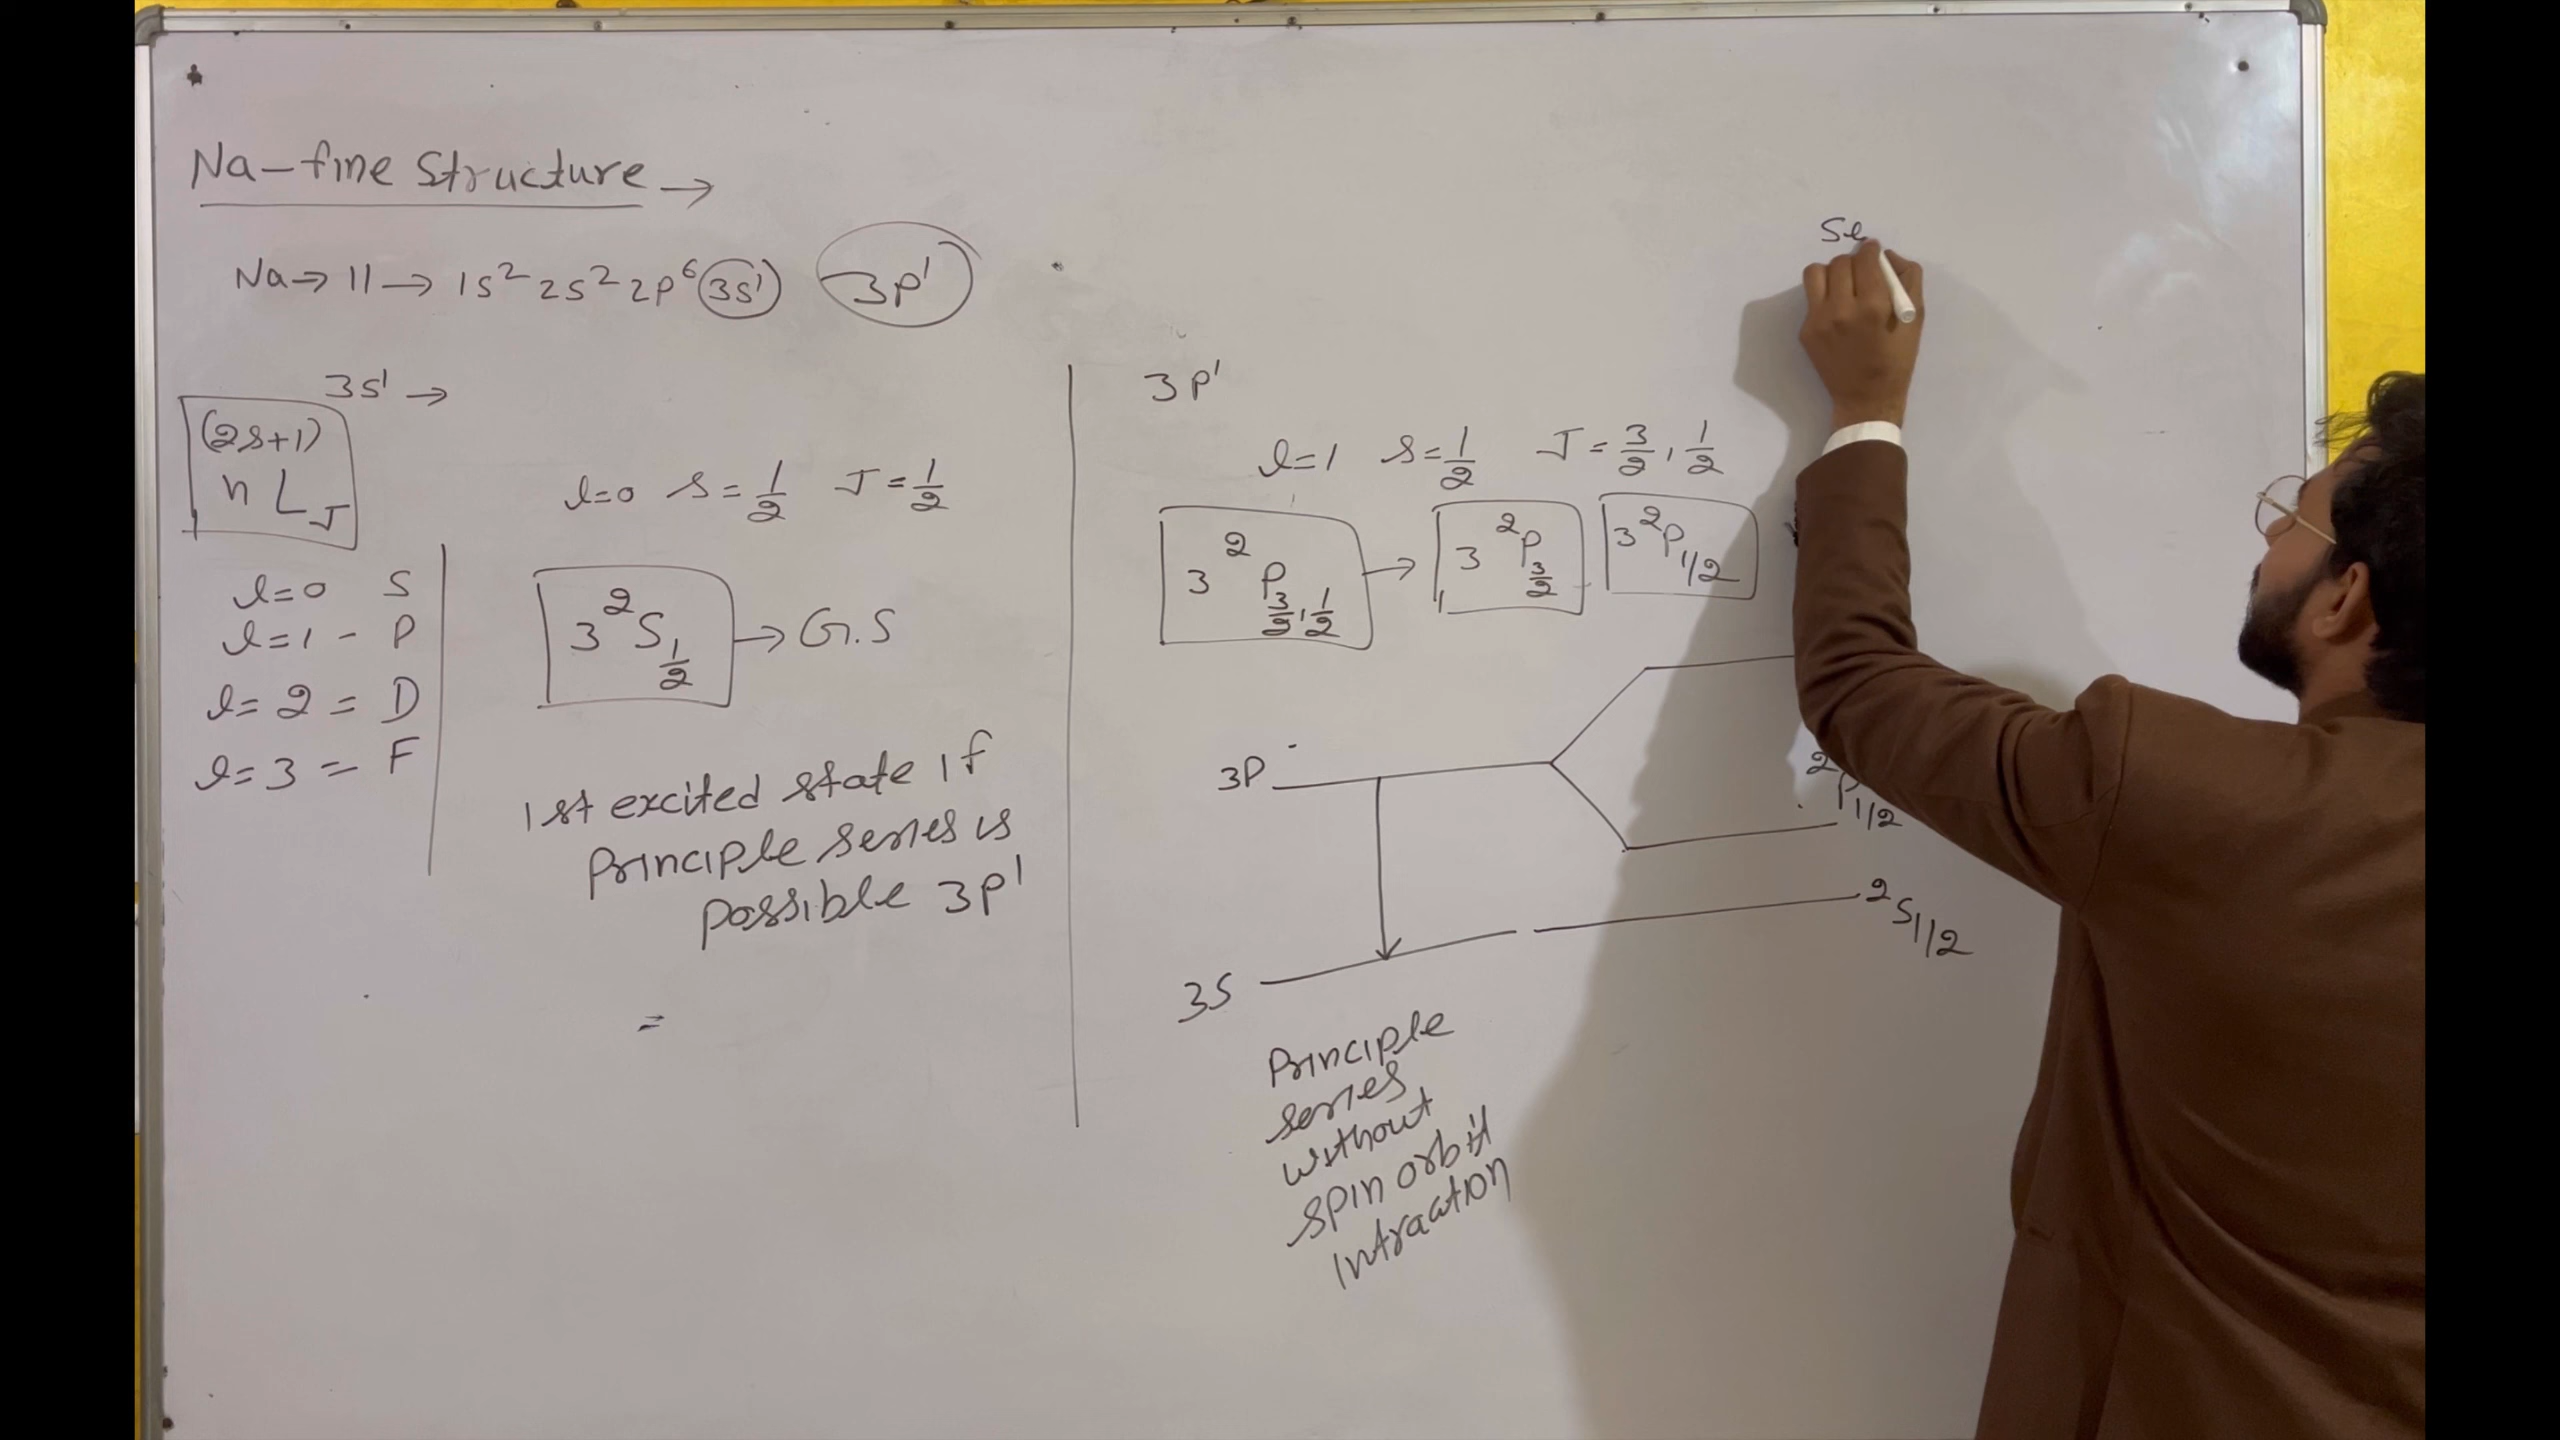 Na-fine Structure →
Na → 11 → 1s² 2s² 2p⁶ 3s¹ 3p¹
3s¹ →
(2s+1)
n L_J
l=0 S
l=1 - P
l=2 = D
l=3 = F
l=0 s=1/2 J=1/2
3 ²S_1/2 → G.S
1st excited state if
Principle series is
possible 3p¹
=
3p¹
l=1 s=1/2 J=3/2, 1/2
3 ²P_3/2,1/2 → 3 ²P_3/2 3 ²P_1/2
Se
3P
²P_1/2
²S_1/2
3S
Principle
series
without
spin orbit
Intraction